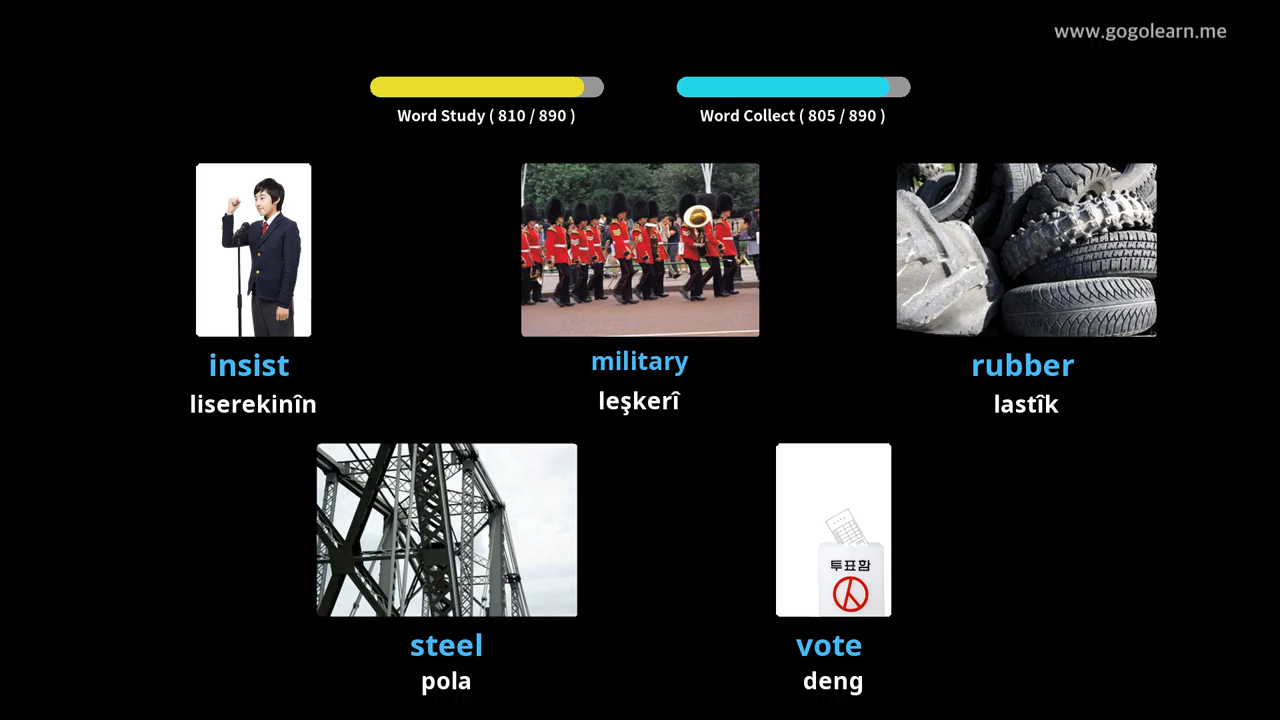 www.gogolearn.me
Word Study ( 810 / 890 )
Word Collect ( 805 / 890 )
insist
liserekinîn
military
leşkerî
rubber
lastîk
투표함
steel
pola
vote
deng